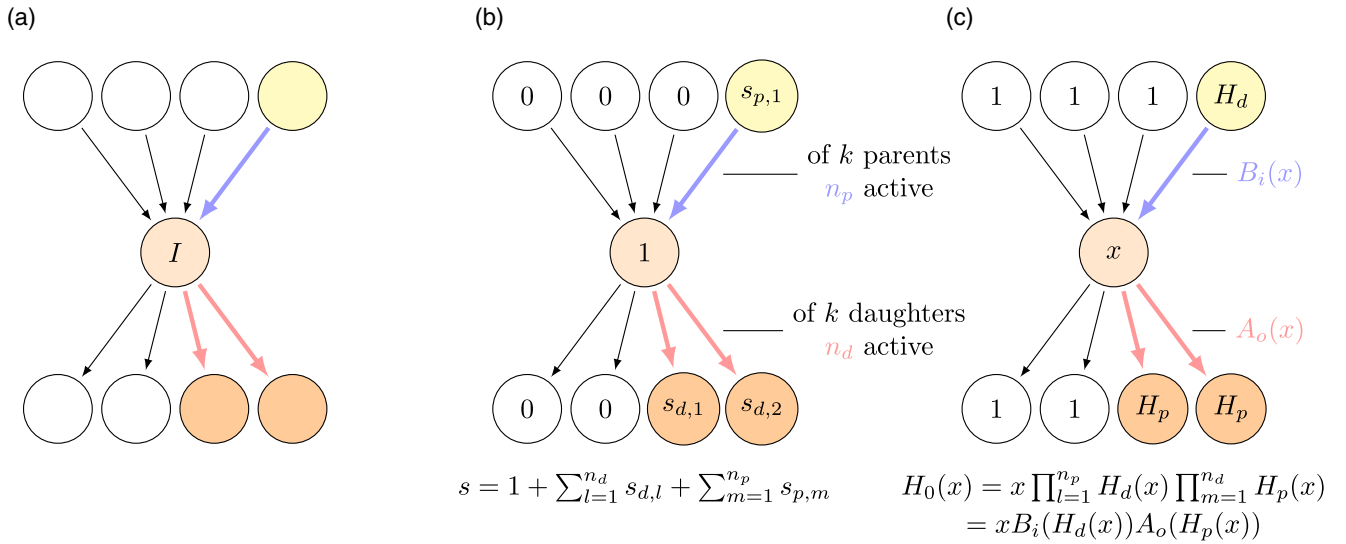 (a) (b) (c)
0 0 0 s_{p,1} 1 1 1 H_d
of k parents
n_p active
B_i(x)
I 1 x
of k daughters
n_d active
A_o(x)
0 0 s_{d,1} s_{d,2} 1 1 H_p H_p
s = 1 + ∑_{l=1}^{n_d} s_{d,l} + ∑_{m=1}^{n_p} s_{p,m}
H_0(x) = x ∏_{l=1}^{n_p} H_d(x) ∏_{m=1}^{n_d} H_p(x)
= xB_i(H_d(x))A_o(H_p(x))